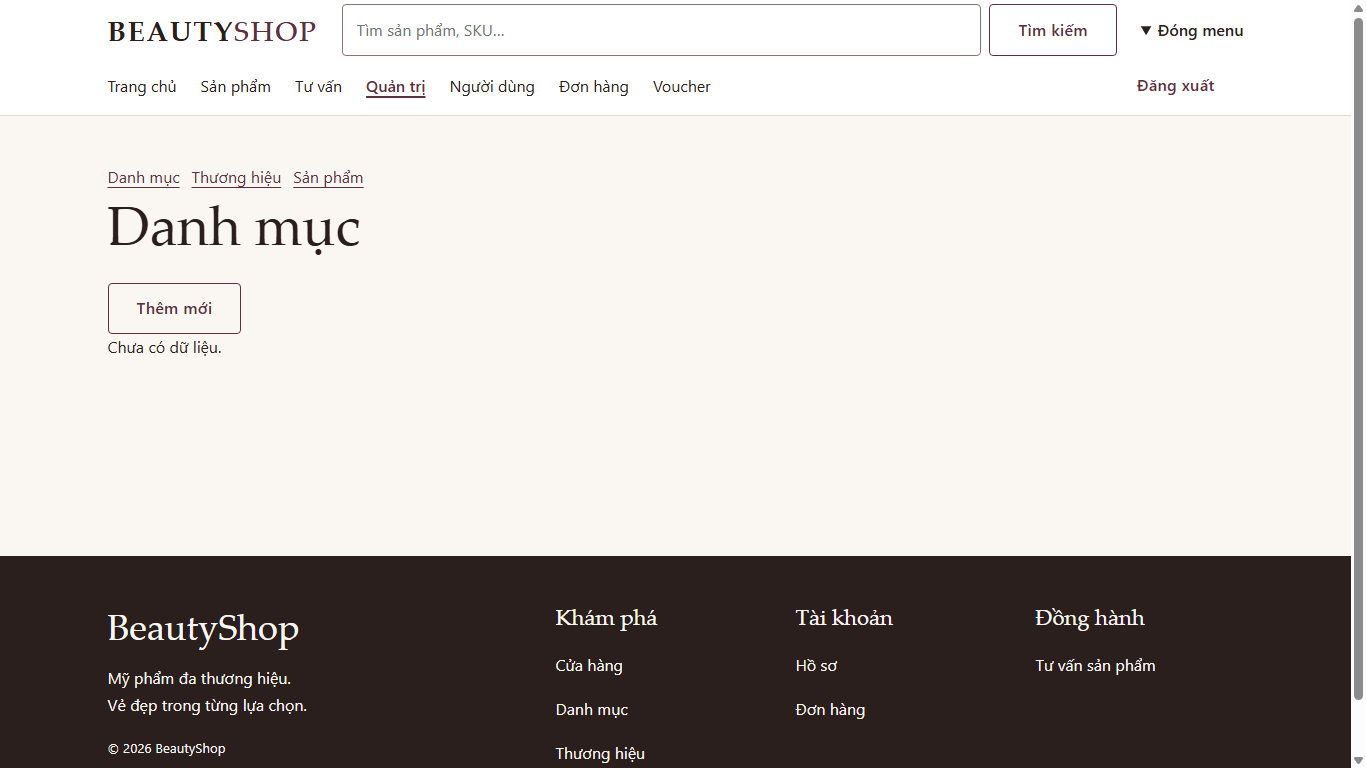 BEAUTYSHOP
Tìm sản phẩm, SKU...
Tìm kiếm
▼ Đóng menu
Trang chủ Sản phẩm Tư vấn Quản trị Người dùng Đơn hàng Voucher
Đăng xuất
Danh mục Thương hiệu Sản phẩm
Danh mục
Thêm mới
Chưa có dữ liệu.
BeautyShop
Mỹ phẩm đa thương hiệu.
Vẻ đẹp trong từng lựa chọn.
© 2026 BeautyShop
Khám phá
Cửa hàng
Danh mục
Thương hiệu
Tài khoản
Hồ sơ
Đơn hàng
Đồng hành
Tư vấn sản phẩm